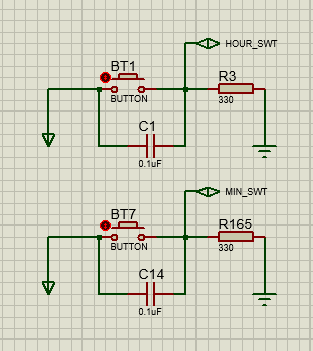 HOUR_SWT
BT1
R3
BUTTON
330
C1
0.1uF
MIN_SWT
BT7
R165
BUTTON
330
C14
0.1uF